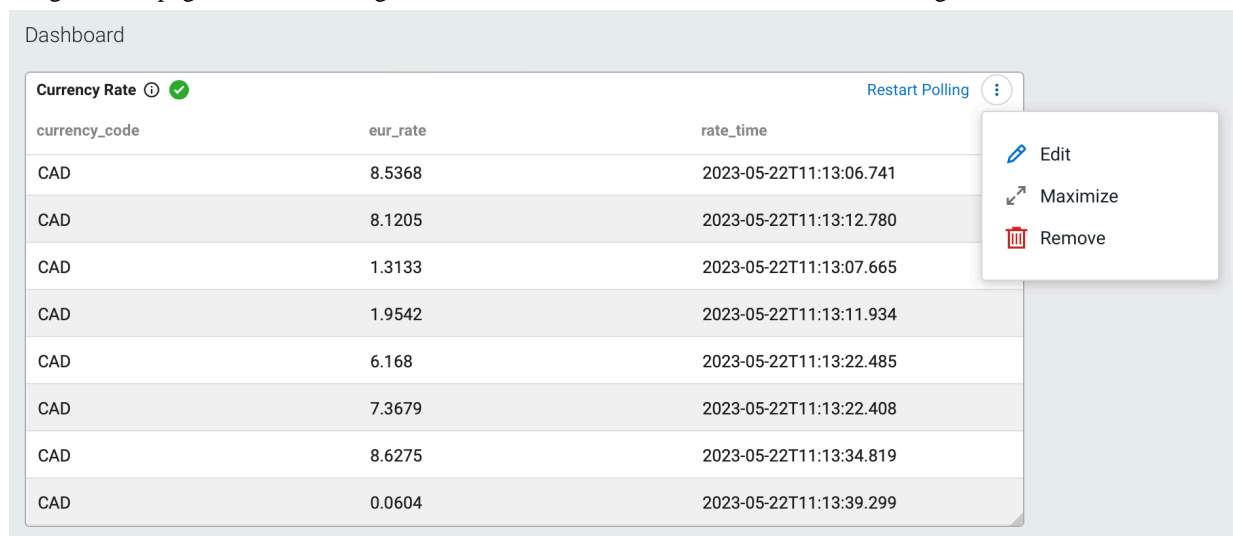 Dashboard
Currency Rate Restart Polling
currency_code eur_rate rate_time
Edit
CAD 8.5368 2023-05-22T11:13:06.741
Maximize
CAD 8.1205 2023-05-22T11:13:12.780
Remove
CAD 1.3133 2023-05-22T11:13:07.665
CAD 1.9542 2023-05-22T11:13:11.934
CAD 6.168 2023-05-22T11:13:22.485
CAD 7.3679 2023-05-22T11:13:22.408
CAD 8.6275 2023-05-22T11:13:34.819
CAD 0.0604 2023-05-22T11:13:39.299